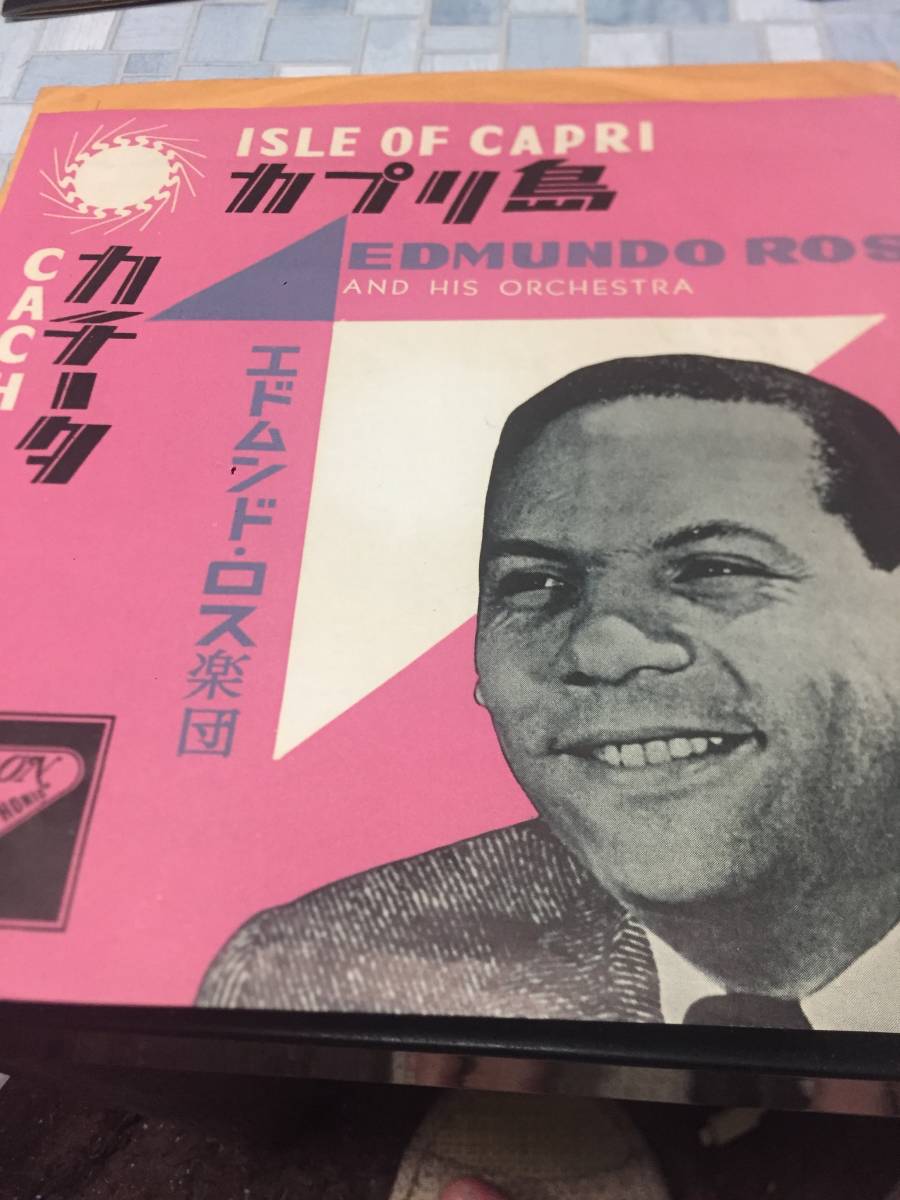 ISLE OF CAPRI
カプリ島
EDMUNDO ROS
AND HIS ORCHESTRA
CACH
カチータ
エドムンド・ロス楽団